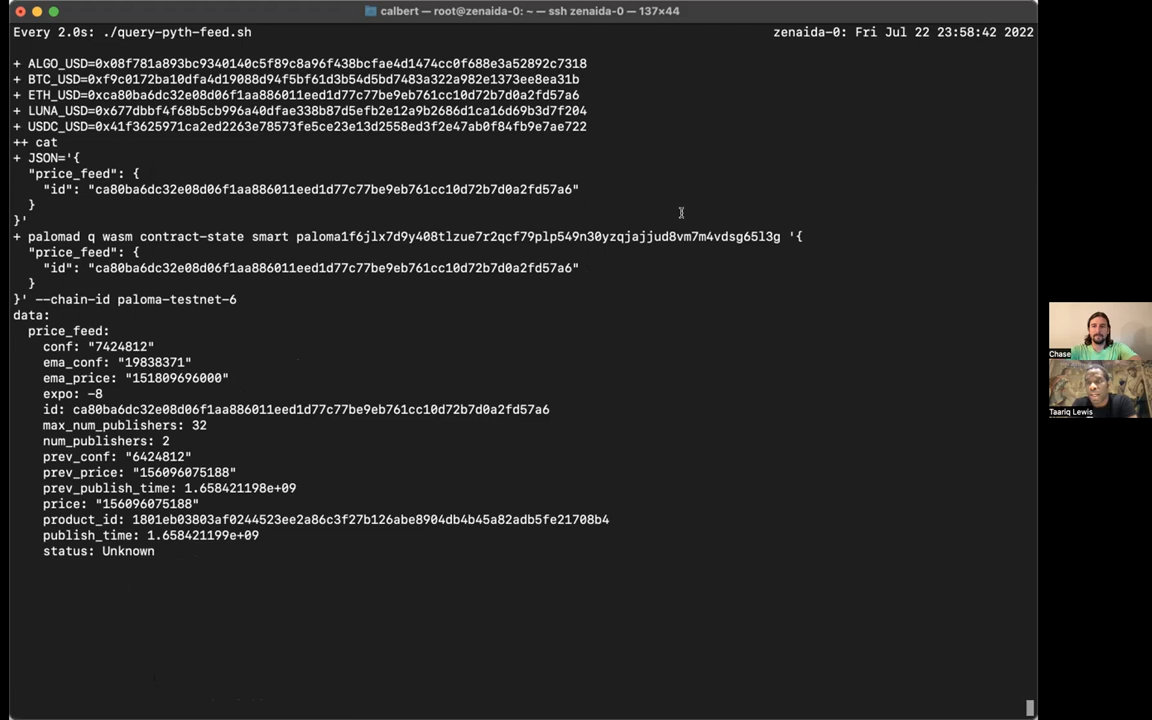 calbert — root@zenaida-0: ~ — ssh zenaida-0 — 137×44
Every 2.0s: ./query-pyth-feed.sh zenaida-0: Fri Jul 22 23:58:42 2022
+ ALGO_USD=0x08f781a893bc9340140c5f89c8a96f438bcfae4d1474cc0f688e3a52892c7318
+ BTC_USD=0xf9c0172ba10dfa4d19088d94f5bf61d3b54d5bd7483a322a982e1373ee8ea31b
+ ETH_USD=0xca80ba6dc32e08d06f1aa886011eed1d77c77be9eb761cc10d72b7d0a2fd57a6
+ LUNA_USD=0x677dbbf4f68b5cb996a40dfae338b87d5efb2e12a9b2686d1ca16d69b3d7f204
+ USDC_USD=0x41f3625971ca2ed2263e78573fe5ce23e13d2558ed3f2e47ab0f84fb9e7ae722
++ cat
+ JSON='{
"price_feed": {
"id": "ca80ba6dc32e08d06f1aa886011eed1d77c77be9eb761cc10d72b7d0a2fd57a6"
}
}'
+ palomad q wasm contract-state smart paloma1f6jlx7d9y408tlzue7r2qcf79plp549n30yzqjajjud8vm7m4vdsg65l3g '{
"price_feed": {
"id": "ca80ba6dc32e08d06f1aa886011eed1d77c77be9eb761cc10d72b7d0a2fd57a6"
}
}' --chain-id paloma-testnet-6
data:
price_feed:
conf: "7424812"
ema_conf: "19838371"
ema_price: "151809696000"
expo: -8
id: ca80ba6dc32e08d06f1aa886011eed1d77c77be9eb761cc10d72b7d0a2fd57a6
max_num_publishers: 32
num_publishers: 2
prev_conf: "6424812"
prev_price: "156096075188"
prev_publish_time: 1.658421198e+09
price: "156096075188"
product_id: 1801eb03803af0244523ee2a86c3f27b126abe8904db4b45a82adb5fe21708b4
publish_time: 1.658421199e+09
status: Unknown
Chase
Taariq Lewis